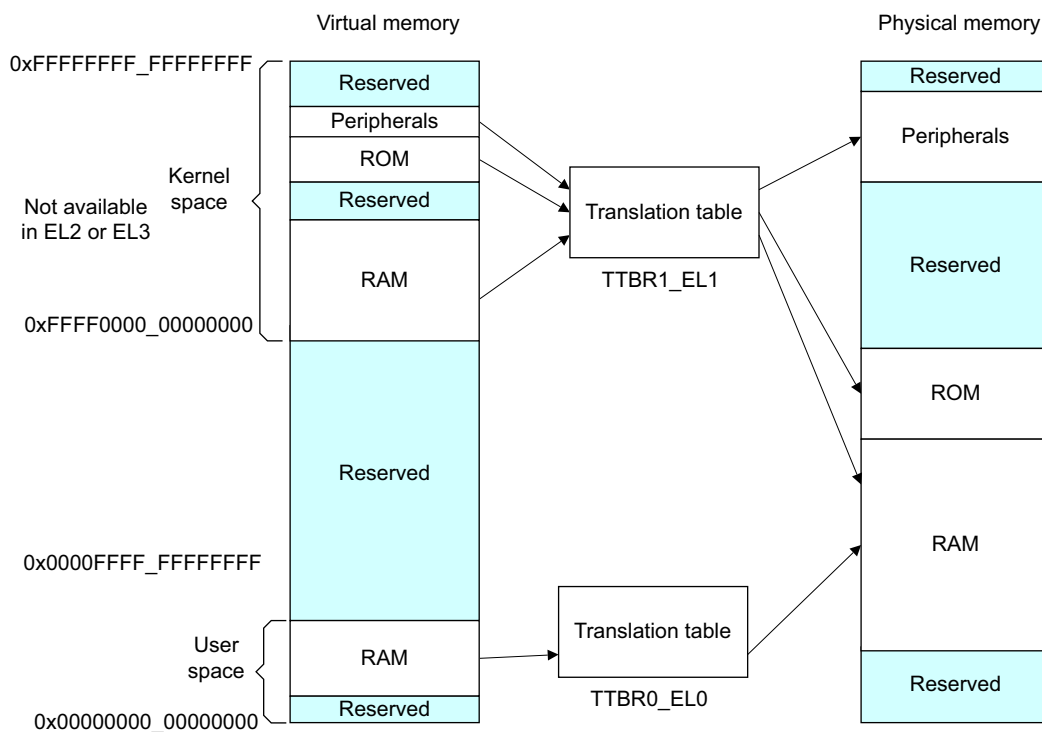 Virtual memory
Physical memory
0xFFFFFFFF_FFFFFFFF
Reserved
Peripherals
ROM
Reserved
RAM
Kernel
space
Not available
in EL2 or EL3
0xFFFF0000_00000000
Reserved
0x0000FFFF_FFFFFFFF
User
space
RAM
Reserved
0x00000000_00000000
Translation table
TTBR1_EL1
Translation table
TTBR0_EL0
Reserved
Peripherals
Reserved
ROM
RAM
Reserved